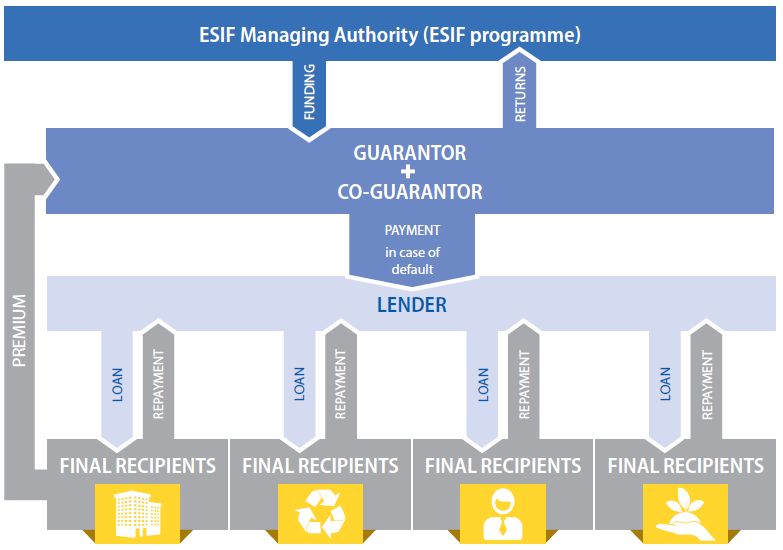 ESIF Managing Authority (ESIF programme)
FUNDING
RETURNS
GUARANTOR
+
CO-GUARANTOR
PAYMENT
in case of
default
LENDER
PREMIUM
LOAN
REPAYMENT
LOAN
REPAYMENT
LOAN
REPAYMENT
LOAN
REPAYMENT
FINAL RECIPIENTS
FINAL RECIPIENTS
FINAL RECIPIENTS
FINAL RECIPIENTS